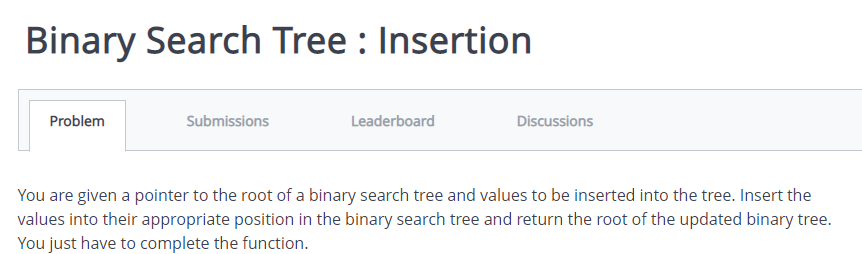 Binary Search Tree : Insertion
Problem Submissions Leaderboard Discussions
You are given a pointer to the root of a binary search tree and values to be inserted into the tree. Insert the
values into their appropriate position in the binary search tree and return the root of the updated binary tree.
You just have to complete the function.